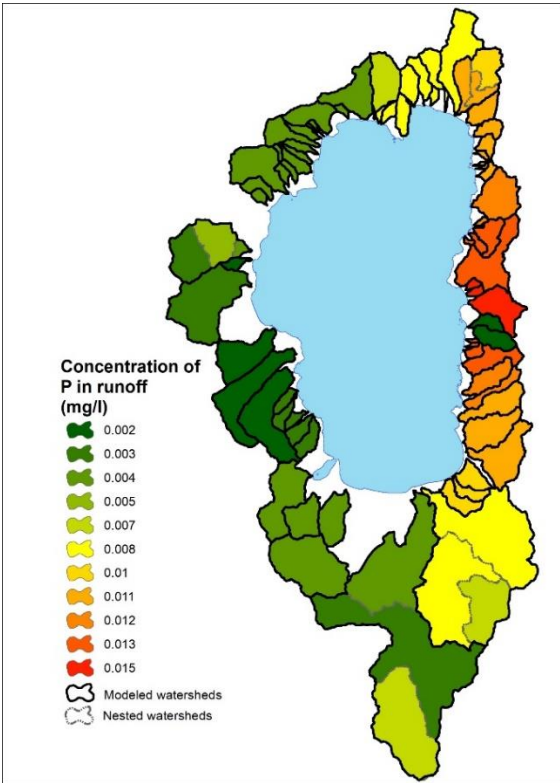 Concentration of
P in runoff
(mg/l)
0.002
0.003
0.004
0.005
0.007
0.008
0.01
0.011
0.012
0.013
0.015
Modeled watersheds
Nested watersheds